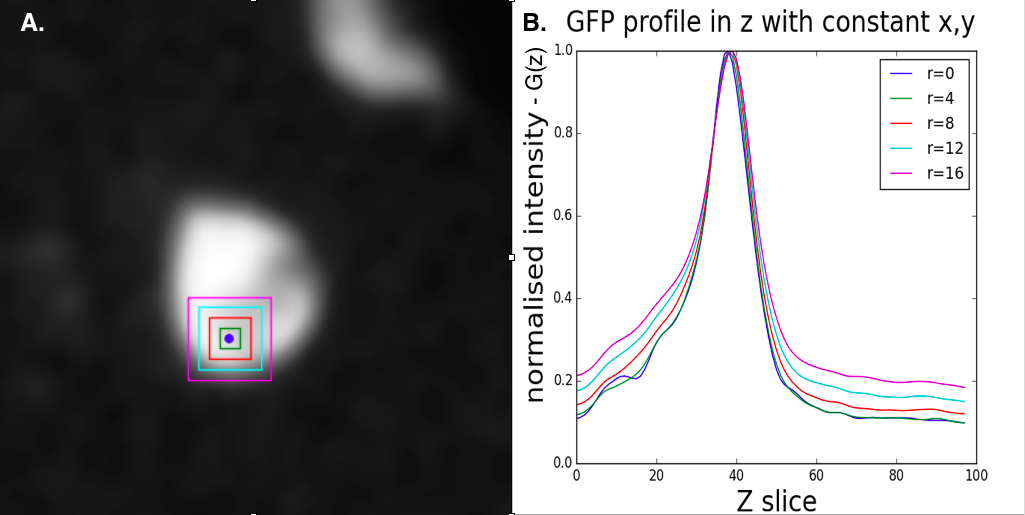 A.
B. GFP profile in z with constant x,y
normalised intensity - G(z)
1.0
0.8
0.6
0.4
0.2
0.0
r=0
r=4
r=8
r=12
r=16
0 20 40 60 80 100
Z slice